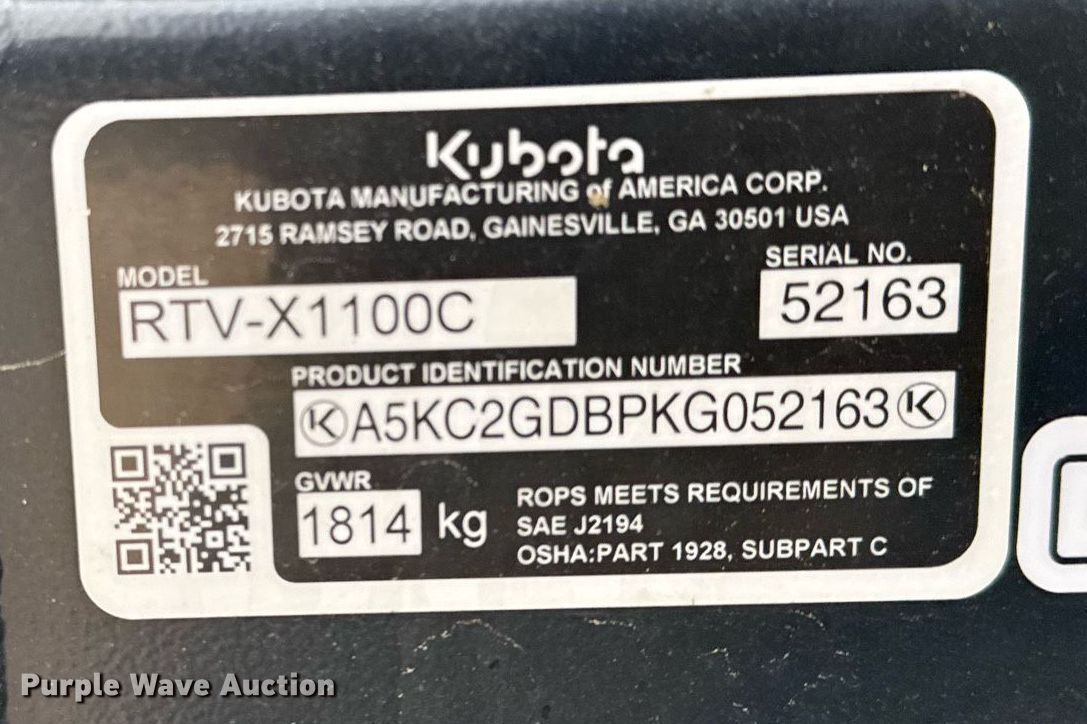 Kubota
KUBOTA MANUFACTURING of AMERICA CORP.
2715 RAMSEY ROAD, GAINESVILLE, GA 30501 USA
MODEL
RTV-X1100C
SERIAL NO.
52163
PRODUCT IDENTIFICATION NUMBER
A5KC2GDBPKG052163
GVWR
1814 kg
ROPS MEETS REQUIREMENTS OF
SAE J2194
OSHA:PART 1928, SUBPART C
Purple Wave Auction